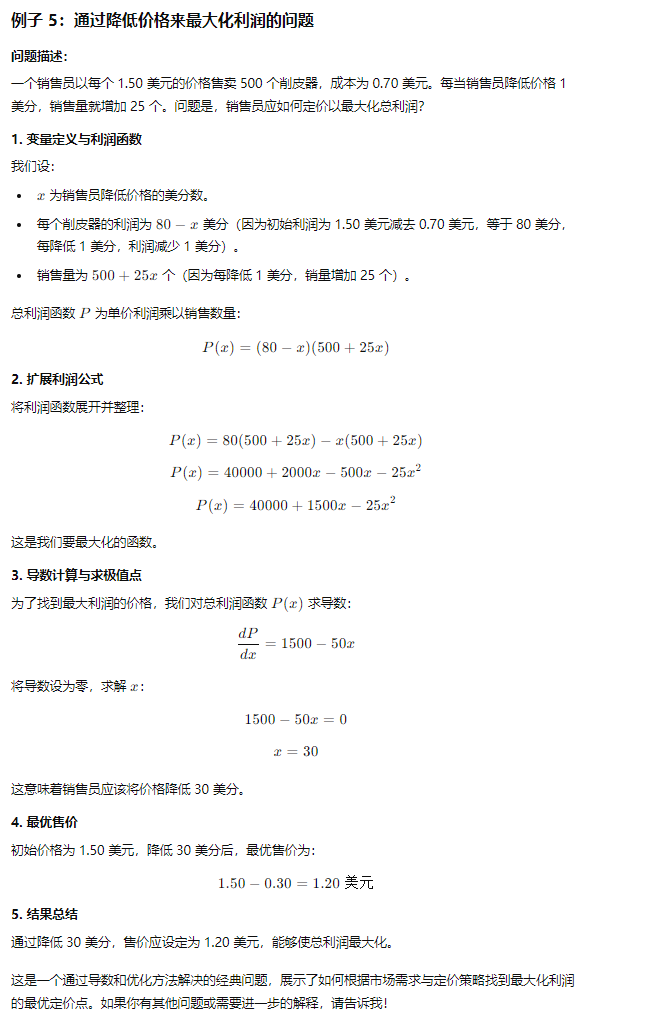 例子 5：通过降低价格来最大化利润的问题
问题描述：
一个销售员以每个 1.50 美元的价格售卖 500 个削皮器，成本为 0.70 美元。每当销售员降低价格 1
美分，销售量就增加 25 个。问题是，销售员应如何定价以最大化总利润？
1. 变量定义与利润函数
我们设：
• x 为销售员降低价格的美分数。
• 每个削皮器的利润为 80 − x 美分（因为初始利润为 1.50 美元减去 0.70 美元，等于 80 美分，
每降低 1 美分，利润减少 1 美分）。
• 销售量为 500 + 25x 个（因为每降低 1 美分，销量增加 25 个）。
总利润函数 P 为单价利润乘以销售数量：
P(x) = (80 − x)(500 + 25x)
2. 扩展利润公式
将利润函数展开并整理：
P(x) = 80(500 + 25x) − x(500 + 25x)
P(x) = 40000 + 2000x − 500x − 25x²
P(x) = 40000 + 1500x − 25x²
这是我们要最大化的函数。
3. 导数计算与求极值点
为了找到最大利润的价格，我们对总利润函数 P(x) 求导数：
dP/dx = 1500 − 50x
将导数设为零，求解 x：
1500 − 50x = 0
x = 30
这意味着销售员应该将价格降低 30 美分。
4. 最优售价
初始价格为 1.50 美元，降低 30 美分后，最优售价为：
1.50 − 0.30 = 1.20 美元
5. 结果总结
通过降低 30 美分，售价应设定为 1.20 美元，能够使总利润最大化。
这是一个通过导数和优化方法解决的经典问题，展示了如何根据市场需求与定价策略找到最大化利润
的最优定价点。如果你有其他问题或需要进一步的解释，请告诉我！